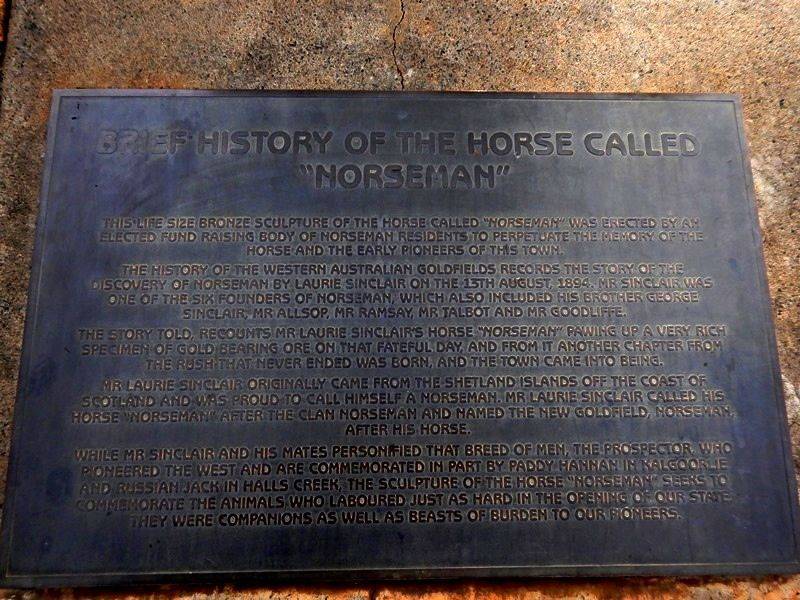 BRIEF HISTORY OF THE HORSE CALLED
"NORSEMAN"
THIS LIFE SIZE BRONZE SCULPTURE OF THE HORSE CALLED "NORSEMAN" WAS ERECTED BY AN
ELECTED FUND RAISING BODY OF NORSEMAN RESIDENTS TO PERPETUATE THE MEMORY OF THE
HORSE AND THE EARLY PIONEERS OF THIS TOWN.
THE HISTORY OF THE WESTERN AUSTRALIAN GOLDFIELDS RECORDS THE STORY OF THE
DISCOVERY OF NORSEMAN BY LAURIE SINCLAIR ON THE 13TH AUGUST, 1894. MR SINCLAIR WAS
ONE OF THE SIX FOUNDERS OF NORSEMAN, WHICH ALSO INCLUDED HIS BROTHER GEORGE
SINCLAIR, MR ALLSOP, MR RAMSAY, MR TALBOT AND MR GOODLIFFE.
THE STORY TOLD, RECOUNTS MR LAURIE SINCLAIR'S HORSE "NORSEMAN" PAWING UP A VERY RICH
SPECIMEN OF GOLD BEARING ORE ON THAT FATEFUL DAY, AND FROM IT ANOTHER CHAPTER FROM
THE RUSH THAT NEVER ENDED WAS BORN, AND THE TOWN CAME INTO BEING.
MR LAURIE SINCLAIR ORIGINALLY CAME FROM THE SHETLAND ISLANDS OFF THE COAST OF
SCOTLAND AND WAS PROUD TO CALL HIMSELF A NORSEMAN. MR LAURIE SINCLAIR CALLED HIS
HORSE "NORSEMAN" AFTER THE CLAN NORSEMAN AND NAMED THE NEW GOLDFIELD, NORSEMAN,
AFTER HIS HORSE.
WHILE MR SINCLAIR AND HIS MATES PERSONIFIED THAT BREED OF MEN, THE PROSPECTOR, WHO
PIONEERED THE WEST AND ARE COMMEMORATED IN PART BY PADDY HANNAN IN KALGOORLIE
AND RUSSIAN JACK IN HALLS CREEK, THE SCULPTURE OF THE HORSE "NORSEMAN" SEEKS TO
COMMEMORATE THE ANIMALS WHO LABOURED JUST AS HARD IN THE OPENING OF OUR STATE.
THEY WERE COMPANIONS AS WELL AS BEASTS OF BURDEN TO OUR PIONEERS.